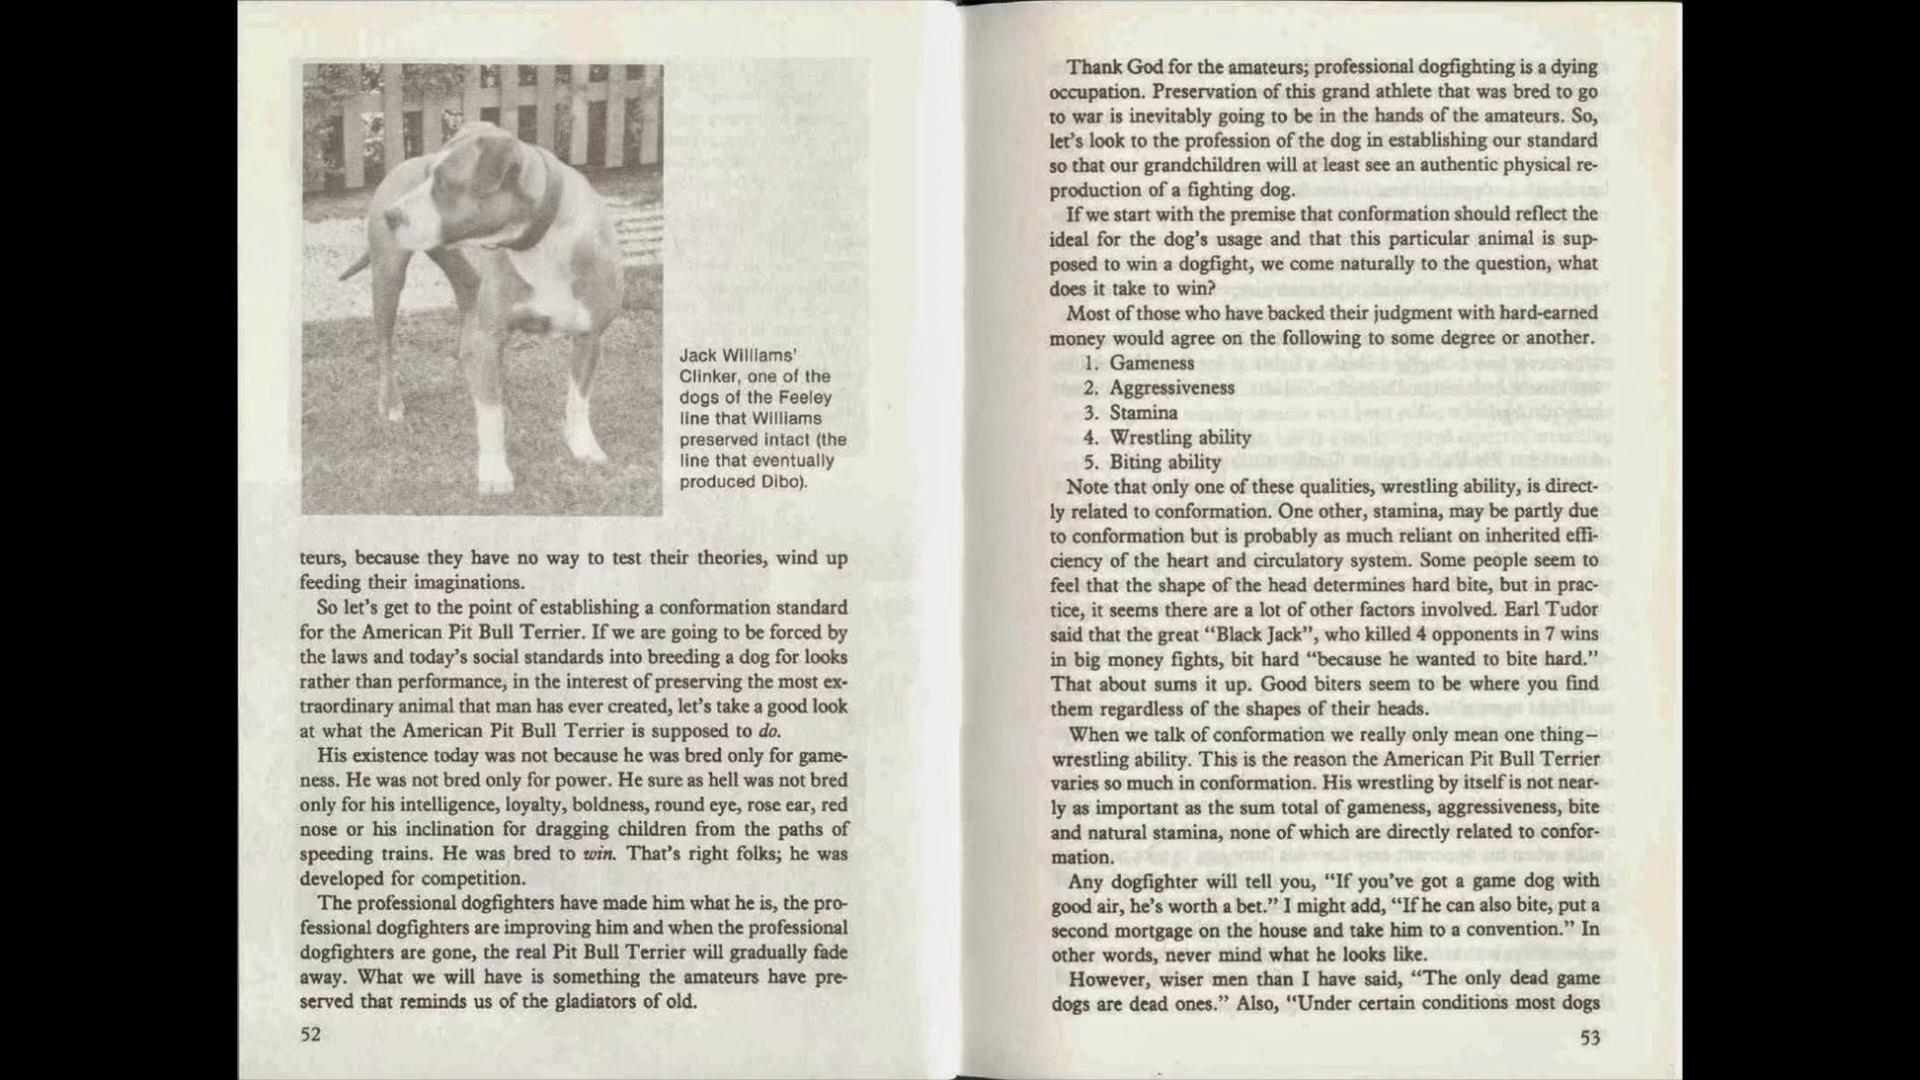 Jack Williams'
Clinker, one of the
dogs of the Feeley
line that Williams
preserved intact (the
line that eventually
produced Dibo).
teurs, because they have no way to test their theories, wind up
feeding their imaginations.
So let's get to the point of establishing a conformation standard
for the American Pit Bull Terrier. If we are going to be forced by
the laws and today's social standards into breeding a dog for looks
rather than performance, in the interest of preserving the most ex-
traordinary animal that man has ever created, let's take a good look
at what the American Pit Bull Terrier is supposed to do.
His existence today was not because he was bred only for game-
ness. He was not bred only for power. He sure as hell was not bred
only for his intelligence, loyalty, boldness, round eye, rose ear, red
nose or his inclination for dragging children from the paths of
speeding trains. He was bred to win. That's right folks; he was
developed for competition.
The professional dogfighters have made him what he is, the pro-
fessional dogfighters are improving him and when the professional
dogfighters are gone, the real Pit Bull Terrier will gradually fade
away. What we will have is something the amateurs have pre-
served that reminds us of the gladiators of old.
52
Thank God for the amateurs; professional dogfighting is a dying
occupation. Preservation of this grand athlete that was bred to go
to war is inevitably going to be in the hands of the amateurs. So,
let's look to the profession of the dog in establishing our standard
so that our grandchildren will at least see an authentic physical re-
production of a fighting dog.
If we start with the premise that conformation should reflect the
ideal for the dog's usage and that this particular animal is sup-
posed to win a dogfight, we come naturally to the question, what
does it take to win?
Most of those who have backed their judgment with hard-earned
money would agree on the following to some degree or another.
1. Gameness
2. Aggressiveness
3. Stamina
4. Wrestling ability
5. Biting ability
Note that only one of these qualities, wrestling ability, is direct-
ly related to conformation. One other, stamina, may be partly due
to conformation but is probably as much reliant on inherited effi-
ciency of the heart and circulatory system. Some people seem to
feel that the shape of the head determines hard bite, but in prac-
tice, it seems there are a lot of other factors involved. Earl Tudor
said that the great "Black Jack", who killed 4 opponents in 7 wins
in big money fights, bit hard "because he wanted to bite hard."
That about sums it up. Good biters seem to be where you find
them regardless of the shapes of their heads.
When we talk of conformation we really only mean one thing—
wrestling ability. This is the reason the American Pit Bull Terrier
varies so much in conformation. His wrestling by itself is not near-
ly as important as the sum total of gameness, aggressiveness, bite
and natural stamina, none of which are directly related to confor-
mation.
Any dogfighter will tell you, "If you've got a game dog with
good air, he's worth a bet." I might add, "If he can also bite, put a
second mortgage on the house and take him to a convention." In
other words, never mind what he looks like.
However, wiser men than I have said, "The only dead game
dogs are dead ones." Also, "Under certain conditions most dogs
53